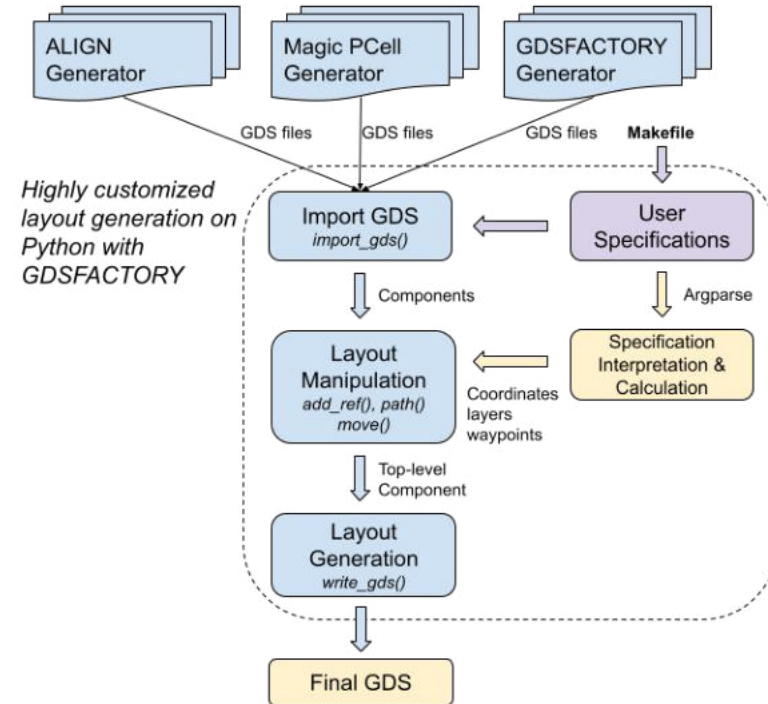 ALIGN
Generator
Magic PCell
Generator
GDSFACTORY
Generator
GDS files
GDS files
GDS files
Makefile
Highly customized
layout generation on
Python with
GDSFACTORY
Import GDS
import_gds()
User
Specifications
Components
Argparse
Layout
Manipulation
add_ref(), path()
move()
Specification
Interpretation &
Calculation
Coordinates
layers
waypoints
Top-level
Component
Layout
Generation
write_gds()
Final GDS